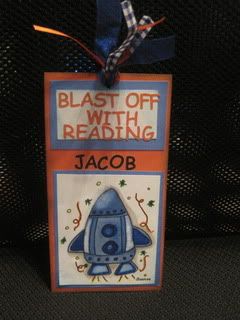 BLAST OFF
WITH
READING
JACOB